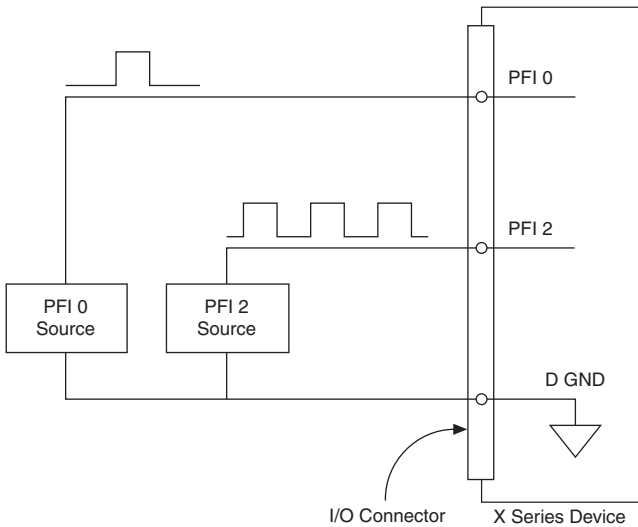 PFI 0
PFI 2
PFI 0
Source
PFI 2
Source
D GND
I/O Connector
X Series Device